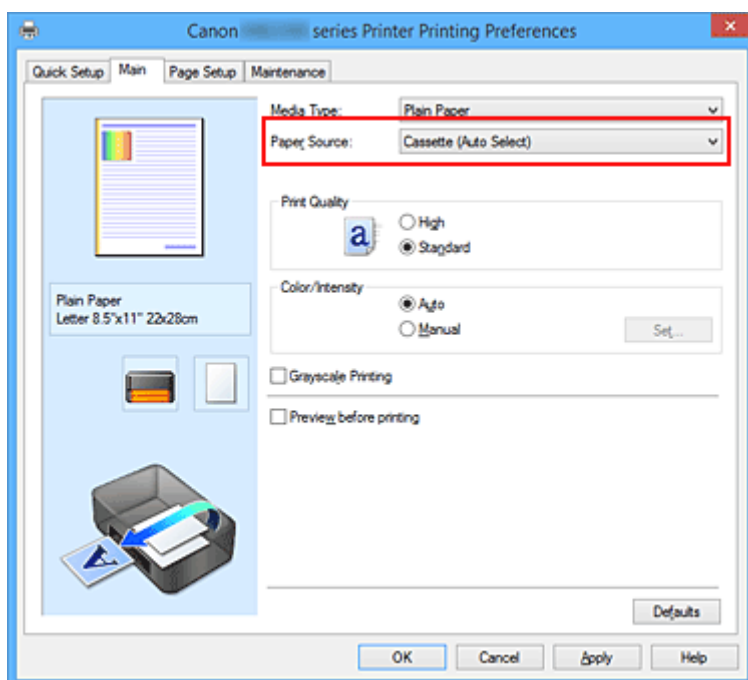 Canon series Printer Printing Preferences
Quick Setup Main Page Setup Maintenance
Media Type: Plain Paper
Paper Source: Cassette (Auto Select)
Print Quality
a
High
Standard
Color/Intensity
Auto
Manual
Set...
Plain Paper
Letter 8.5"x11" 22x28cm
Grayscale Printing
Preview before printing
A
Defaults
OK Cancel Apply Help